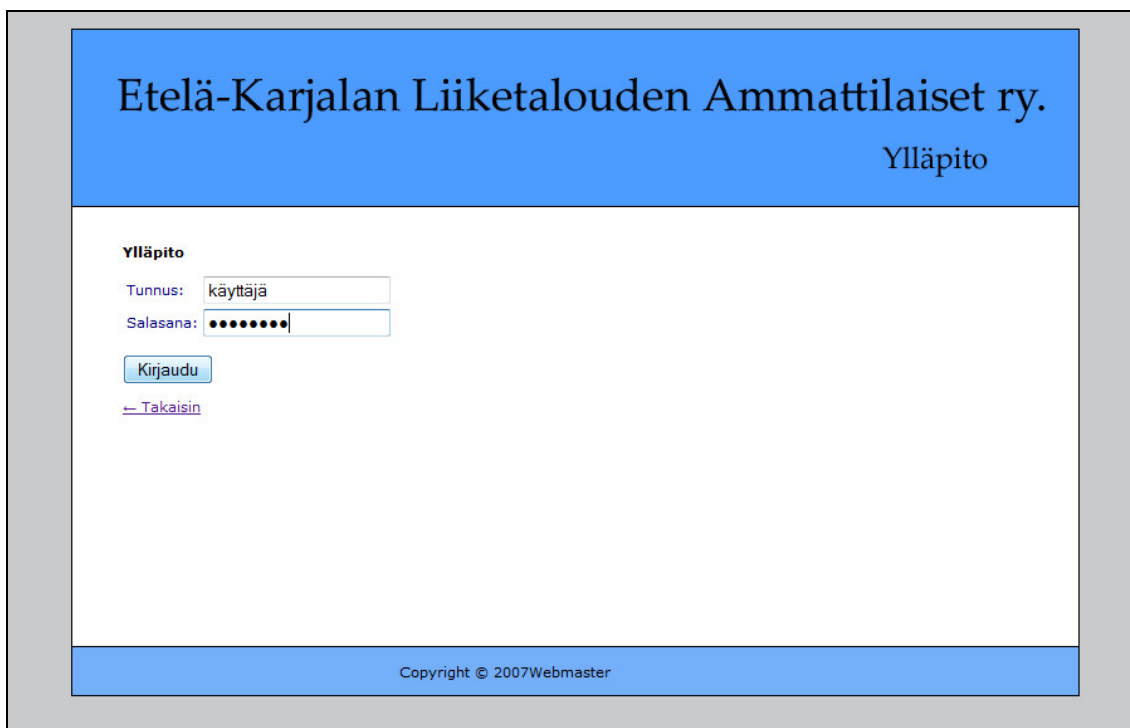 Etelä-Karjalan Liiketalouden Ammattilaiset ry.
Ylläpito
Ylläpito
Tunnus: käyttäjä
Salasana: ●●●●●●●●
Kirjaudu
← Takaisin
Copyright © 2007Webmaster